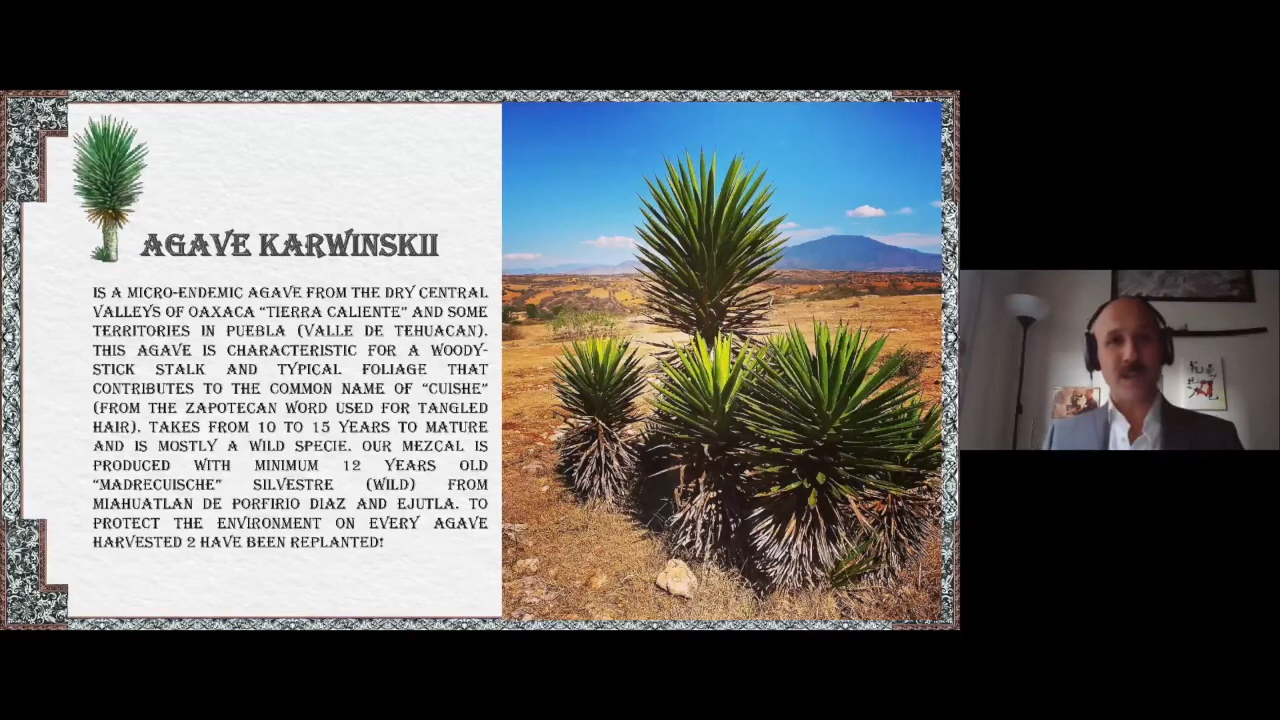 AGAVE KARWINSKII
IS A MICRO-ENDEMIC AGAVE FROM THE DRY CENTRAL
VALLEYS OF OAXACA “TIERRA CALIENTE” AND SOME
TERRITORIES IN PUEBLA (VALLE DE TEHUACAN).
THIS AGAVE IS CHARACTERISTIC FOR A WOODY-
STICK STALK AND TYPICAL FOLIAGE THAT
CONTRIBUTES TO THE COMMON NAME OF “CUISHE”
(FROM THE ZAPOTECAN WORD USED FOR TANGLED
HAIR). TAKES FROM 10 TO 15 YEARS TO MATURE
AND IS MOSTLY A WILD SPECIE. OUR MEZCAL IS
PRODUCED WITH MINIMUM 12 YEARS OLD
“MADRECUISCHE” SILVESTRE (WILD) FROM
MIAHUATLAN DE PORFIRIO DIAZ AND EJUTLA. TO
PROTECT THE ENVIRONMENT ON EVERY AGAVE
HARVESTED 2 HAVE BEEN REPLANTED!